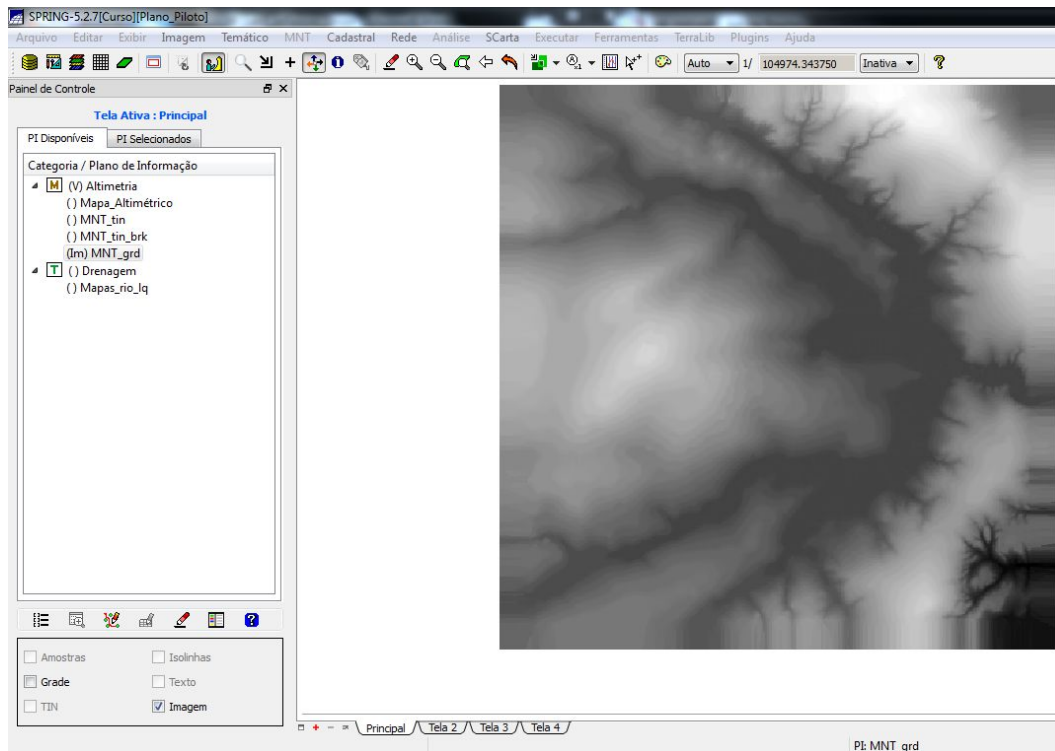 SPRING-5.2.7[Curso][Plano_Piloto]
Arquivo Editar Exibir Imagem Temático MNT Cadastral Rede Análise SCarta Executar Ferramentas TerraLib Plugins Ajuda
Auto 1/ 104974.343750 Inativa
Painel de Controle
Tela Ativa : Principal
PI Disponíveis PI Selecionados
Categoria / Plano de Informação
M (V) Altimetria
( ) Mapa_Altimétrico
( ) MNT_tin
( ) MNT_tin_brk
(Im) MNT_grd
T ( ) Drenagem
( ) Mapas_rio_lq
Amostras Isolinhas
Grade Texto
TIN Imagem
Principal Tela 2 Tela 3 Tela 4
PI: MNT_grd